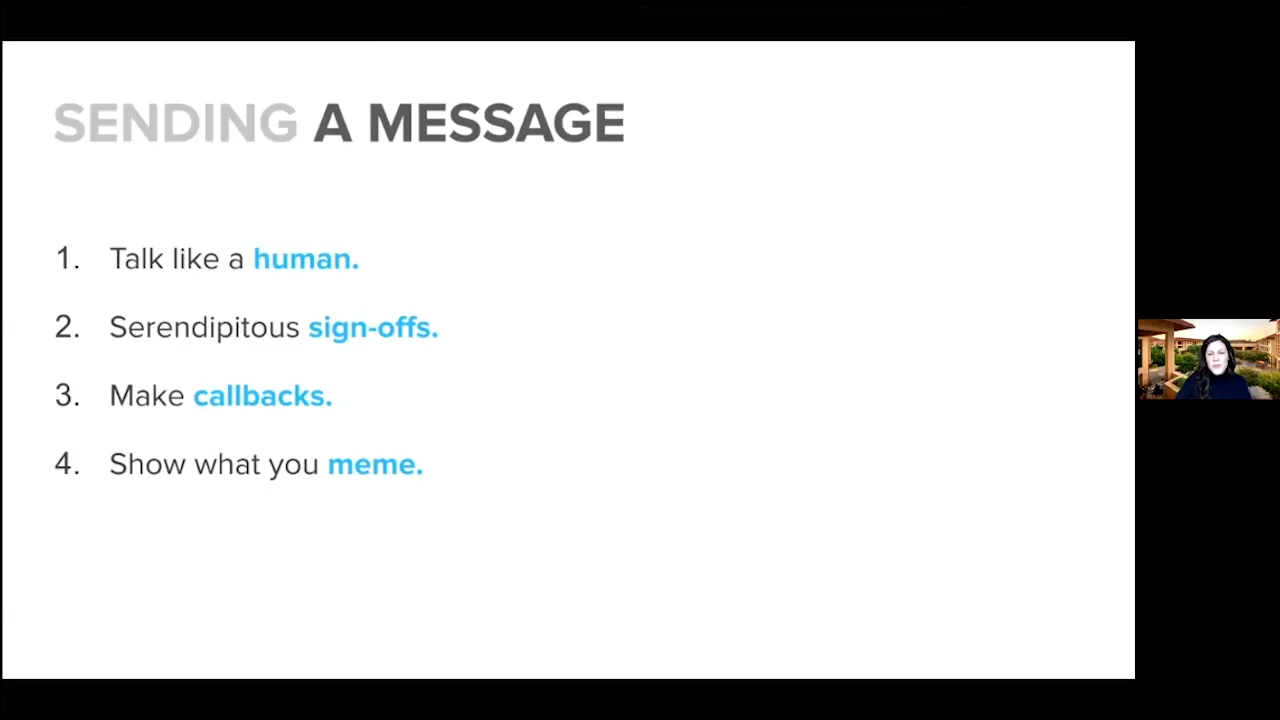 SENDING A MESSAGE
1. Talk like a human.
2. Serendipitous sign-offs.
3. Make callbacks.
4. Show what you meme.